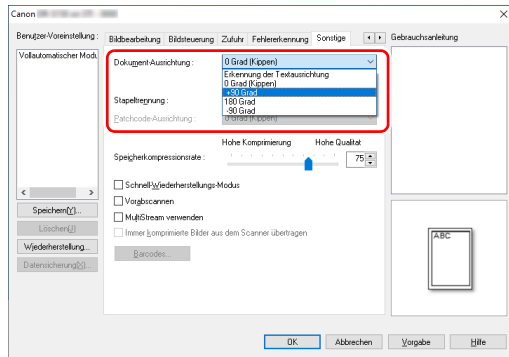 Canon
Benutzer-Voreinstellung :
Vollautomatischer Modu
Speichern(Y)...
Löschen(J)
Wiederherstellung...
Datensicherung(X)...
Bildbearbeitung Bildsteuerung Zufuhr Fehlererkennung Sonstige
Dokument-Ausrichtung :
0 Grad (Kippen)
Erkennung der Textausrichtung
0 Grad (Kippen)
+90 Grad
180 Grad
-90 Grad
Stapeltrennung :
Patchcode-Ausrichtung :
0 Grad (Kippen)
Hohe Komprimierung Hohe Qualität
Speicherkompressionsrate :
75
Schnell-Wiederherstellungs-Modus
Vorabscannen
MultiStream verwenden
Immer komprimierte Bilder aus dem Scanner übertragen
Barcodes...
Gebrauchsanleitung
ABC
OK Abbrechen Vorgabe Hilfe